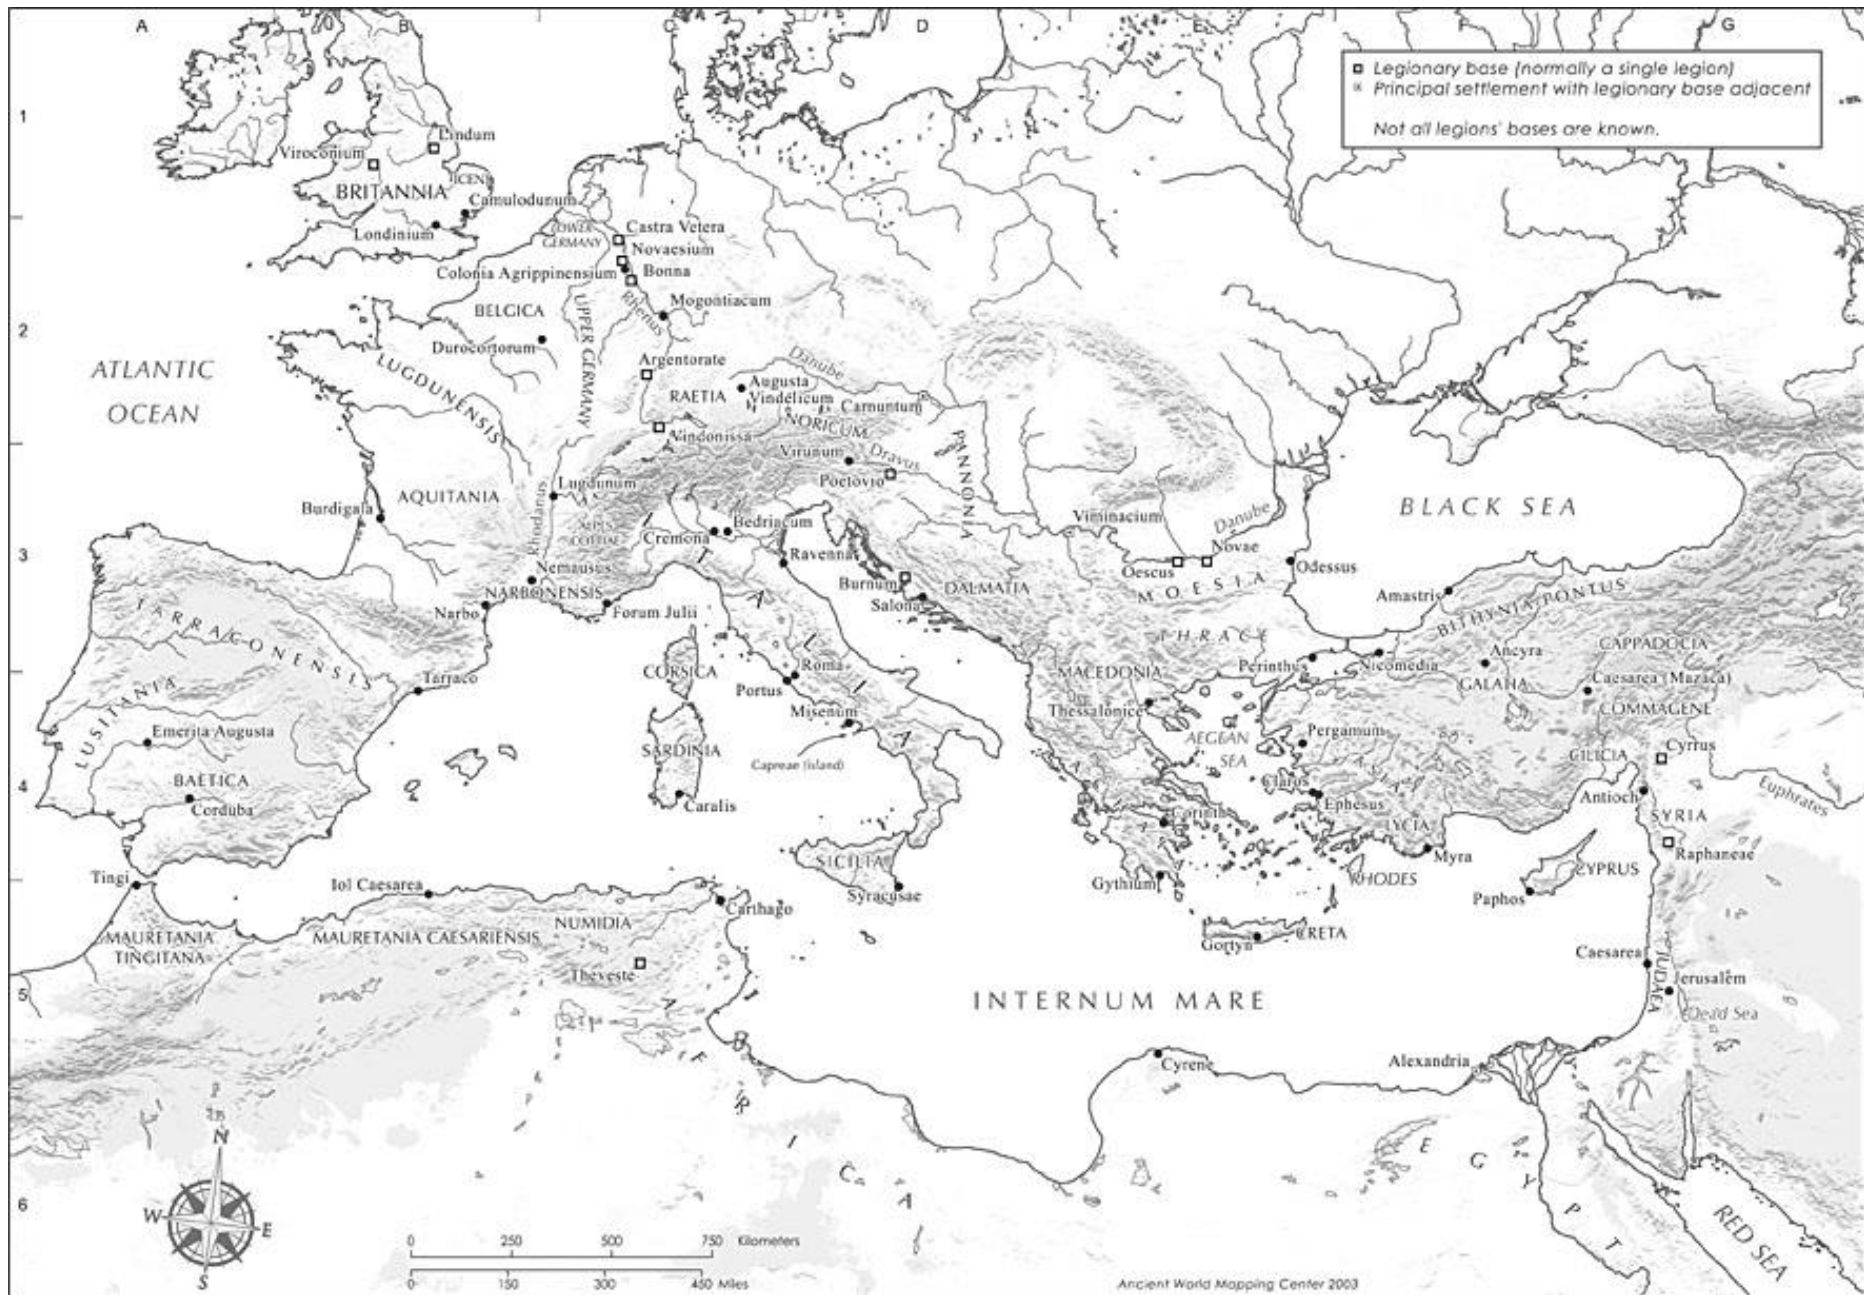 A
B
C
D
E
F
G
1
2
3
4
5
6
Legionary base (normally a single legion)
Principal settlement with legionary base adjacent
Not all legions' bases are known.
Lindum
Viroconium
BRITANNIA
ICENI
Camulodunum
Londinium
LOWER
GERMANY
Castra Vetera
Novaesium
Colonia Agrippinensium
Bonna
Rhenus
Mogontiacum
BELGICA
UPPER GERMANY
Durocortorum
ATLANTIC
OCEAN
LUGDUNENSIS
Argentorate
RAETIA
Augusta
Vindelicum
Danube
Carnuntum
NORICUM
Vindonissa
Virunum
Dravus
Poetovio
PANNONIA
AQUITANIA
Burdigala
Lugdunum
Rhodanus
ALPES
COTTIAE
Cremona
Bedriacum
Ravenna
ITALIA
Viminacium
Danube
Novae
Oescus
MOESIA
Odessus
BLACK SEA
Burnum
Salona
DALMATIA
Nemausus
NARBONENSIS
Narbo
Forum Julii
TARRACONENSIS
Tarraco
LUSITANIA
Emerita Augusta
BAETICA
Corduba
CORSICA
SARDINIA
Caralis
Roma
Portus
Misenum
Capreae (island)
THRACE
MACEDONIA
Thessalonice
Perinthus
Nicomedia
Amastris
BITHYNIA-PONTUS
Ancyra
GALATIA
CAPPADOCIA
Caesarea (Mazaca)
COMMAGENE
AEGEAN
SEA
Pergamum
ASIA
Claros
Ephesus
CILICIA
Cyrrus
Antioch
Euphrates
SYRIA
Raphaneae
LYCIA
Myra
RHODES
CYPRUS
Paphos
Corinth
Gythium
SICILIA
Syracusae
Tingi
Iol Caesarea
Carthago
NUMIDIA
MAURETANIA
TINGITANA
MAURETANIA CAESARIENSIS
Theveste
AFRICA
Gortyn
CRETA
INTERNUM MARE
Caesarea
JUDAEA
Jerusalem
Dead Sea
Cyrene
Alexandria
EGYPT
RED SEA
N
W
E
S
0 250 500 750 Kilometers
0 150 300 450 Miles
Ancient World Mapping Center 2003